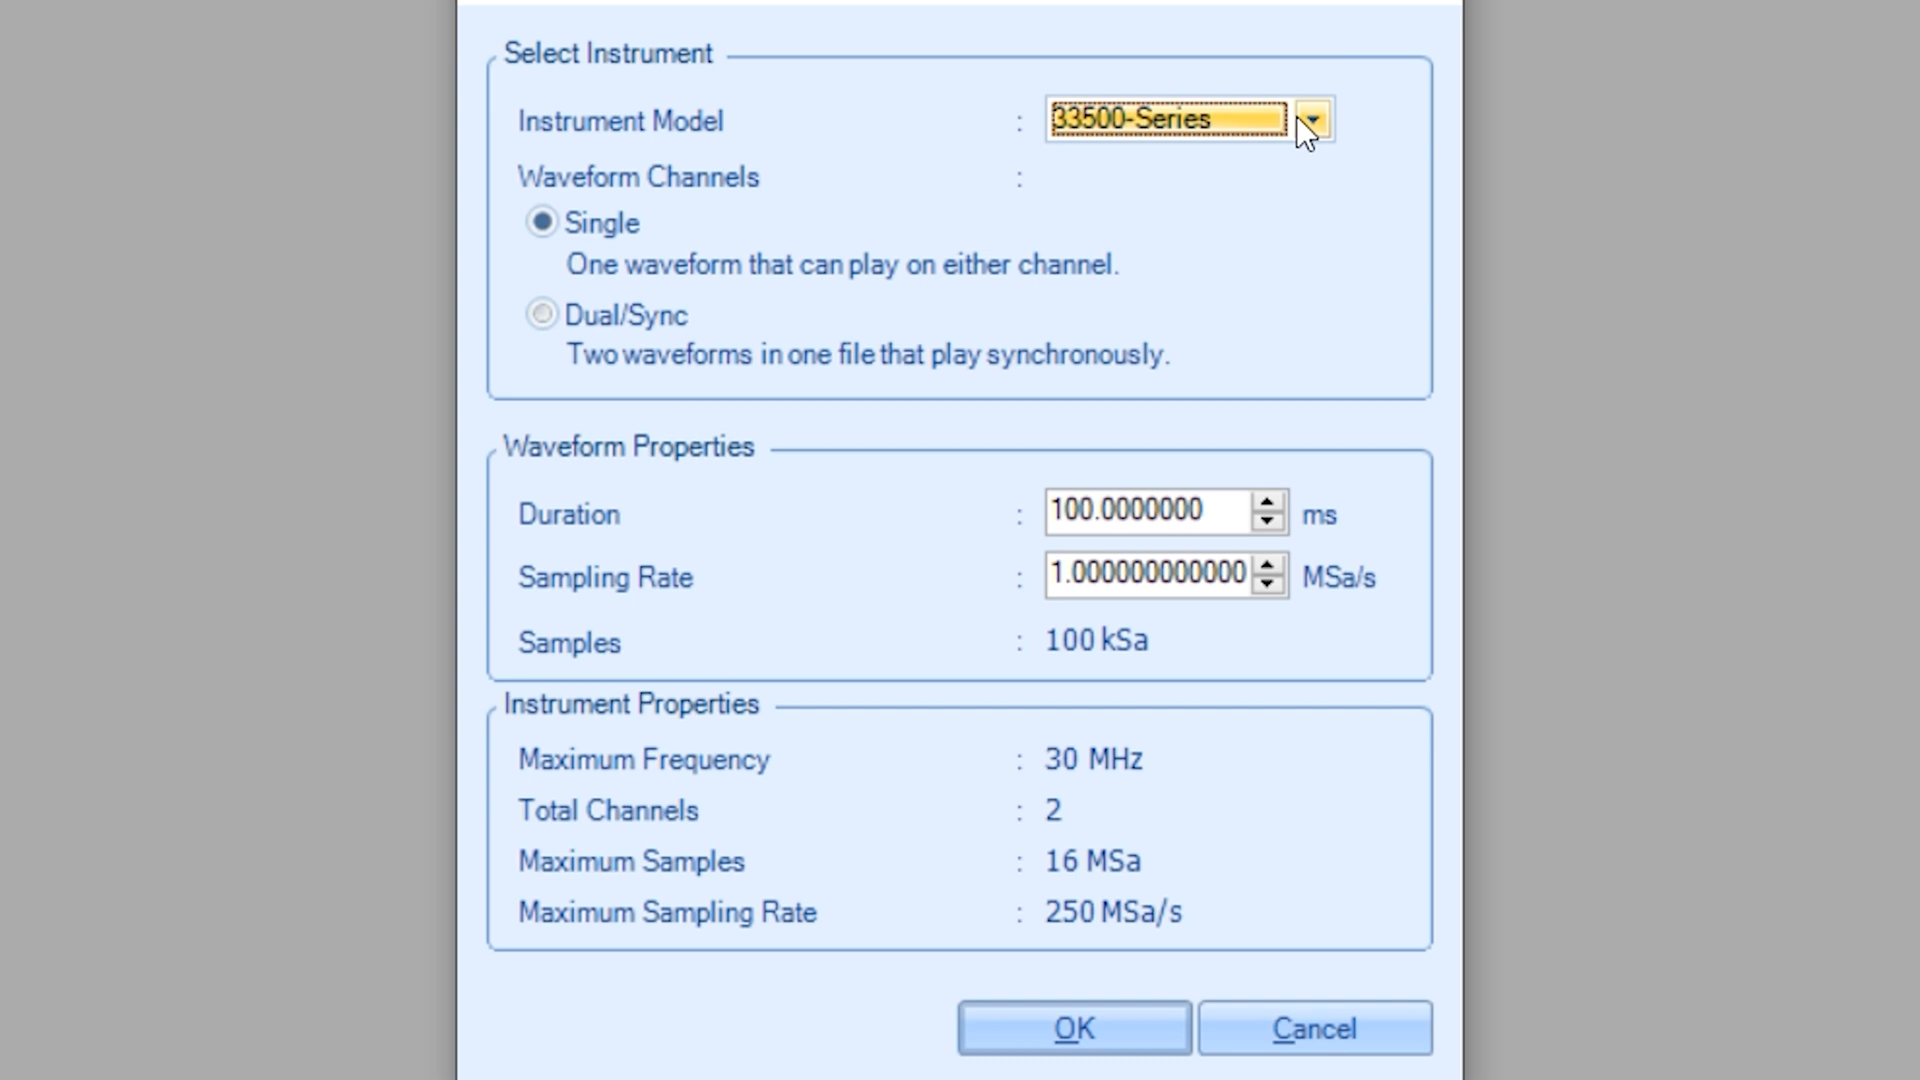 Select Instrument
Instrument Model : 33500-Series
Waveform Channels :
Single
One waveform that can play on either channel.
Dual/Sync
Two waveforms in one file that play synchronously.
Waveform Properties
Duration : 100.0000000 ms
Sampling Rate : 1.000000000000 MSa/s
Samples : 100 kSa
Instrument Properties
Maximum Frequency : 30 MHz
Total Channels : 2
Maximum Samples : 16 MSa
Maximum Sampling Rate : 250 MSa/s
OK Cancel